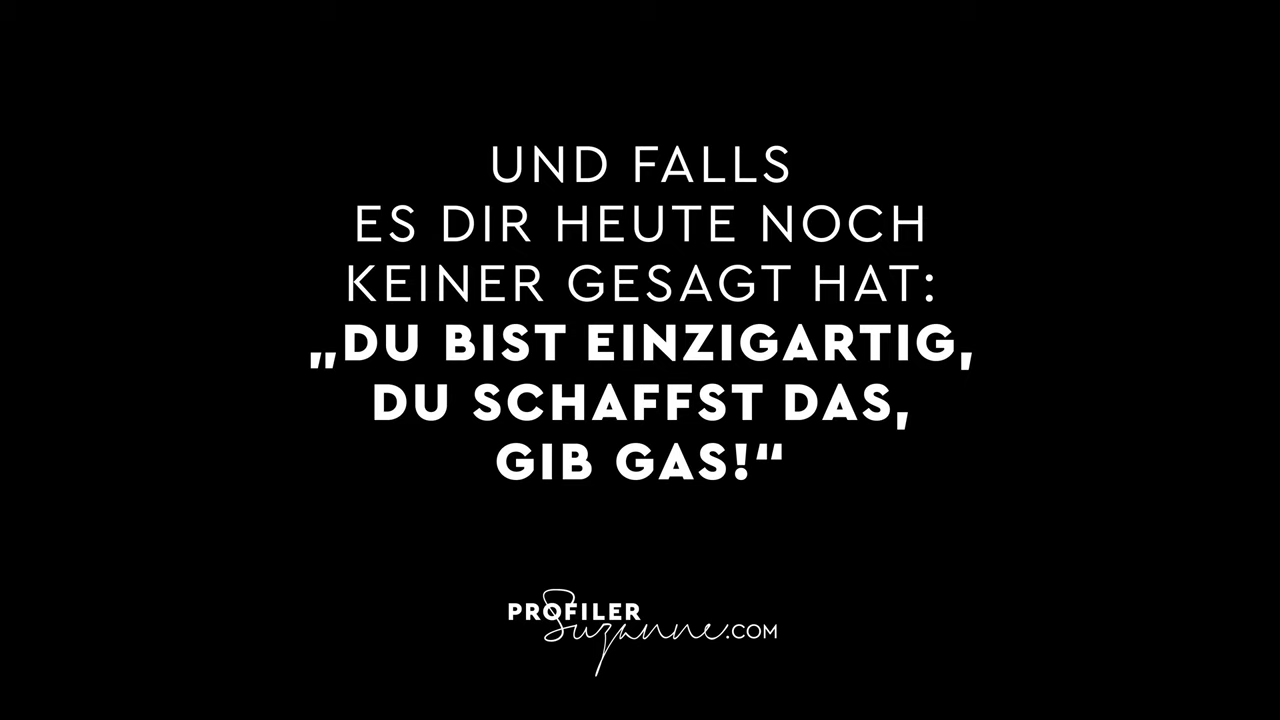 UND FALLS
ES DIR HEUTE NOCH
KEINER GESAGT HAT:
„DU BIST EINZIGARTIG,
DU SCHAFFST DAS,
GIB GAS!“
PROFILER
Suzanne.COM